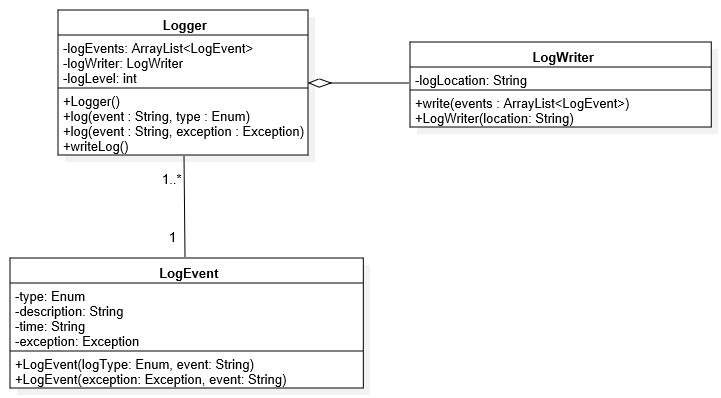 Logger
-logEvents: ArrayList<LogEvent>
-logWriter: LogWriter
-logLevel: int
+Logger()
+log(event : String, type : Enum)
+log(event : String, exception : Exception)
+writeLog()
LogWriter
-logLocation: String
+write(events : ArrayList<LogEvent>)
+LogWriter(location: String)
1..*
1
LogEvent
-type: Enum
-description: String
-time: String
-exception: Exception
+LogEvent(logType: Enum, event: String)
+LogEvent(exception: Exception, event: String)